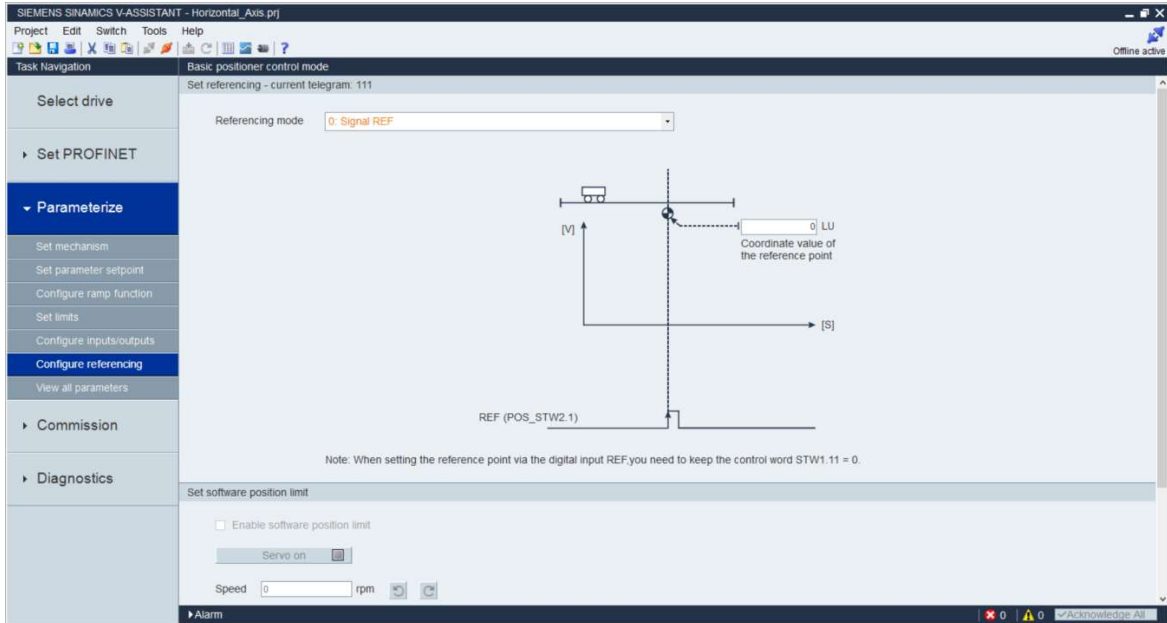 SIEMENS SINAMICS V-ASSISTANT - Horizontal_Axis.prj
Project Edit Switch Tools Help
Offline active
Task Navigation
Basic positioner control mode
Set referencing - current telegram: 111
Select drive
Referencing mode 0: Signal REF
Set PROFINET
Parameterize
[V]
0 LU
Coordinate value of
the reference point
[S]
Set mechanism
Set parameter setpoint
Configure ramp function
Set limits
Configure inputs/outputs
Configure referencing
View all parameters
REF (POS_STW2.1)
Commission
Note: When setting the reference point via the digital input REF,you need to keep the control word STW1.11 = 0.
Diagnostics
Set software position limit
Enable software position limit
Servo on
Speed 0 rpm
Alarm
0
0
Acknowledge All